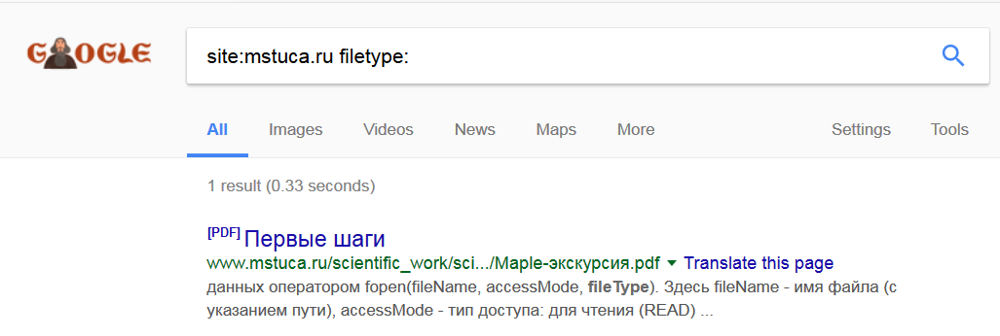 GOOGLE
site:mstuca.ru filetype:
All Images Videos News Maps More Settings Tools
1 result (0.33 seconds)
[PDF] Первые шаги
www.mstuca.ru/scientific_work/sci.../Maple-экскурсия.pdf Translate this page
данных оператором fopen(fileName, accessMode, fileType). Здесь fileName - имя файла (с
указанием пути), accessMode - тип доступа: для чтения (READ) ...